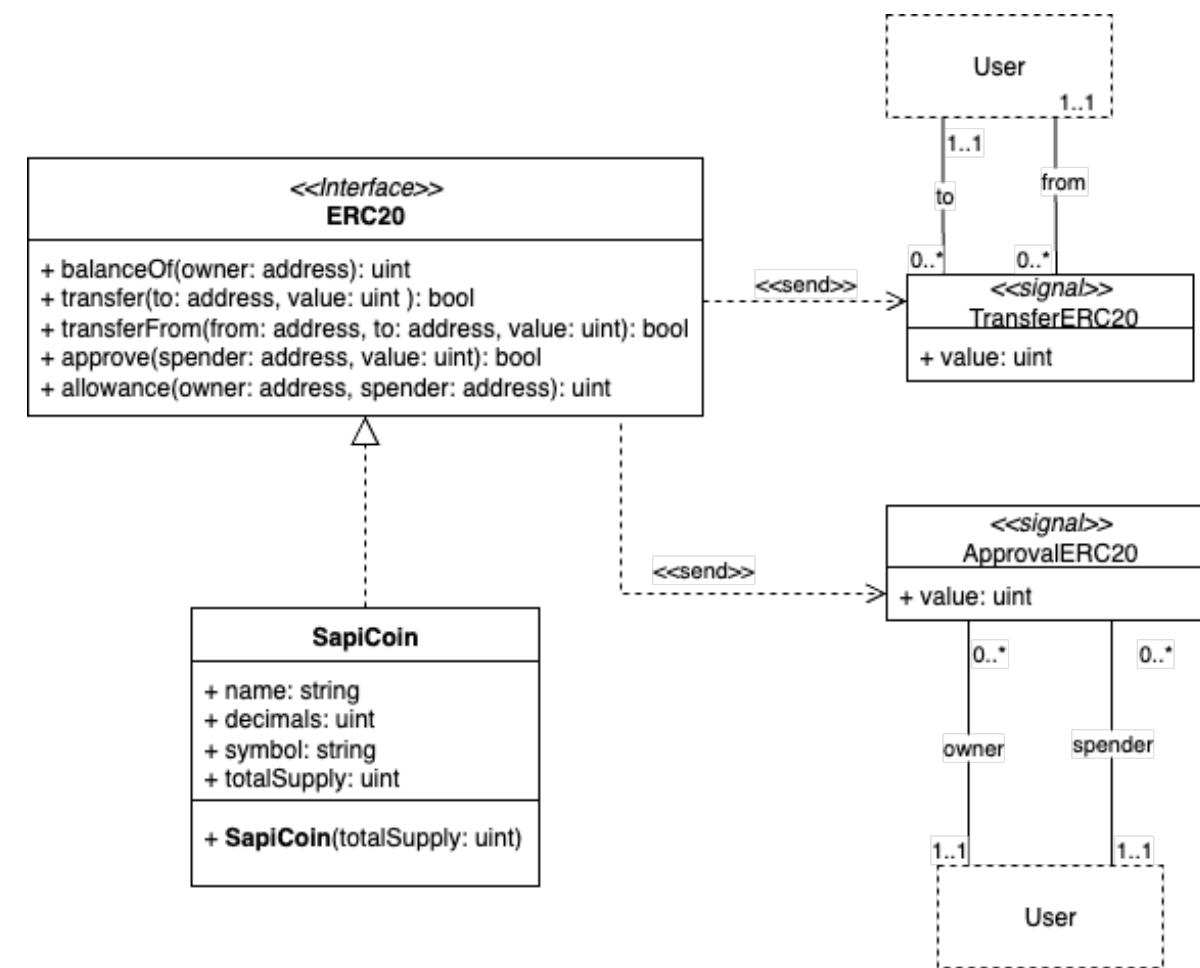 User
1..1
1..1
to
from
0..*
0..*
<<Interface>>
ERC20
+ balanceOf(owner: address): uint
+ transfer(to: address, value: uint ): bool
+ transferFrom(from: address, to: address, value: uint): bool
+ approve(spender: address, value: uint): bool
+ allowance(owner: address, spender: address): uint
<<send>>
<<signal>>
TransferERC20
+ value: uint
<<send>>
<<signal>>
ApprovalERC20
+ value: uint
0..*
0..*
owner
spender
1..1
1..1
User
SapiCoin
+ name: string
+ decimals: uint
+ symbol: string
+ totalSupply: uint
+ SapiCoin(totalSupply: uint)